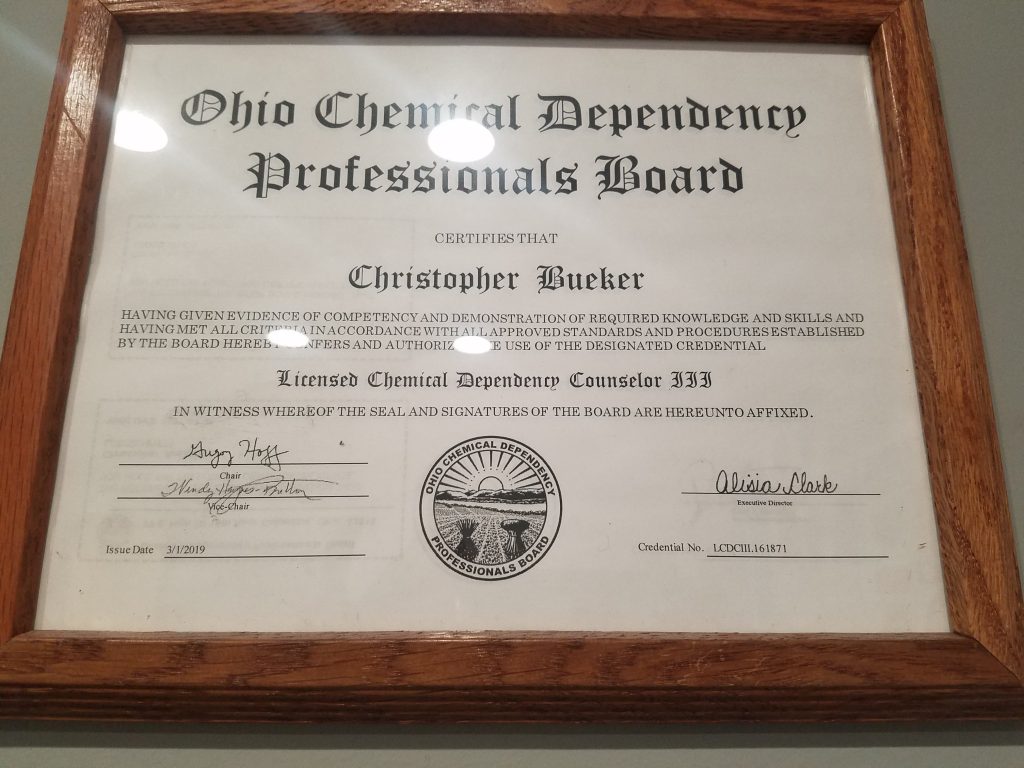 Ohio Chemical Dependency
Professionals Board
CERTIFIES THAT
Christopher Bueker
HAVING GIVEN EVIDENCE OF COMPETENCY AND DEMONSTRATION OF REQUIRED KNOWLEDGE AND SKILLS AND
HAVING MET ALL CRITERIA IN ACCORDANCE WITH ALL APPROVED STANDARDS AND PROCEDURES ESTABLISHED
BY THE BOARD HEREBY CONFERS AND AUTHORIZES THE USE OF THE DESIGNATED CREDENTIAL
Licensed Chemical Dependency Counselor III
IN WITNESS WHEREOF THE SEAL AND SIGNATURES OF THE BOARD ARE HEREUNTO AFFIXED.
Chair
Vice-Chair
Alisia Clark
Executive Director
OHIO CHEMICAL DEPENDENCY
PROFESSIONALS BOARD
Issue Date 3/1/2019
Credential No. LCDCIII.161871